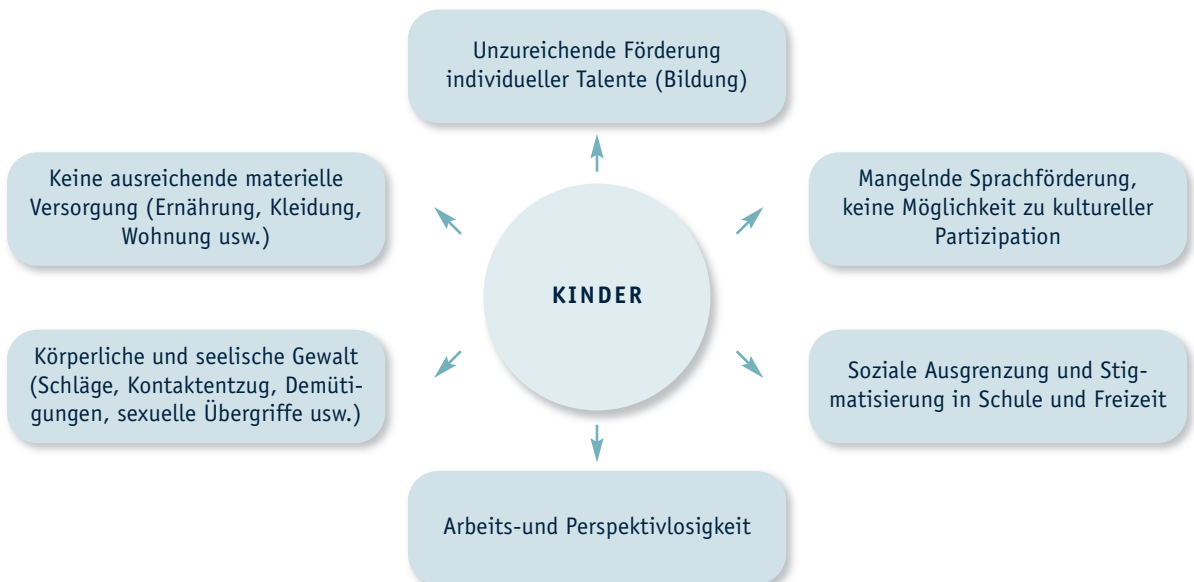 Unzureichende Förderung
individueller Talente (Bildung)
Keine ausreichende materielle
Versorgung (Ernährung, Kleidung,
Wohnung usw.)
Mangelnde Sprachförderung,
keine Möglichkeit zu kultureller
Partizipation
KINDER
Körperliche und seelische Gewalt
(Schläge, Kontaktentzug, Demüti-
gungen, sexuelle Übergriffe usw.)
Soziale Ausgrenzung und Stig-
matisierung in Schule und Freizeit
Arbeits-und Perspektivlosigkeit